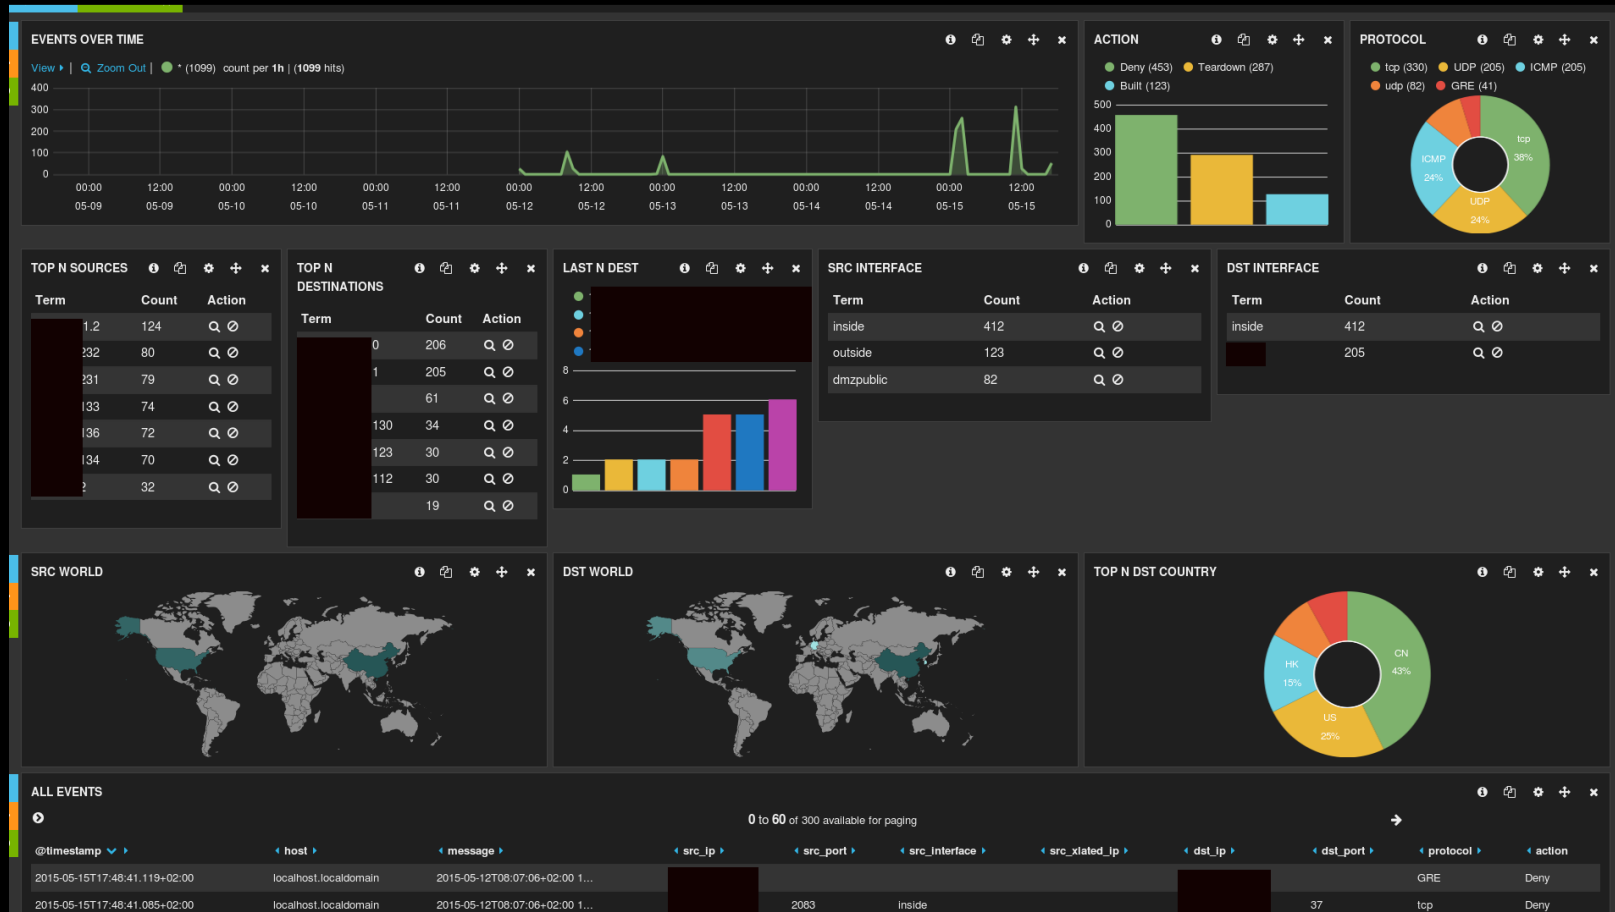 EVENTS OVER TIME
View | Zoom Out | * (1099) count per 1h | (1099 hits)
400
300
200
100
0
00:00 12:00 00:00 12:00 00:00 12:00 00:00 12:00 00:00 12:00 00:00 12:00 00:00 12:00
05-09 05-09 05-10 05-10 05-11 05-11 05-12 05-12 05-13 05-13 05-14 05-14 05-15 05-15
ACTION
Deny (453) Teardown (287)
Built (123)
500
400
300
200
100
0
PROTOCOL
tcp (330) UDP (205) ICMP (205)
udp (82) GRE (41)
tcp
38%
ICMP
24%
UDP
24%
TOP N SOURCES
Term Count Action
1.2 124
232 80
231 79
133 74
136 72
134 70
2 32
TOP N
DESTINATIONS
Term Count Action
0 206
1 205
61
130 34
123 30
112 30
19
LAST N DEST
8
6
4
2
0
SRC INTERFACE
Term Count Action
inside 412
outside 123
dmzpublic 82
DST INTERFACE
Term Count Action
inside 412
205
SRC WORLD
DST WORLD
TOP N DST COUNTRY
CN
43%
HK
15%
US
25%
ALL EVENTS
0 to 60 of 300 available for paging
@timestamp host message src_ip src_port src_interface src_xlated_ip dst_ip dst_port protocol action
2015-05-15T17:48:41.119+02:00 localhost.localdomain 2015-05-12T08:07:06+02:00 1... GRE Deny
2015-05-15T17:48:41.085+02:00 localhost.localdomain 2015-05-12T08:07:06+02:00 1... 2083 inside 37 tcp Deny